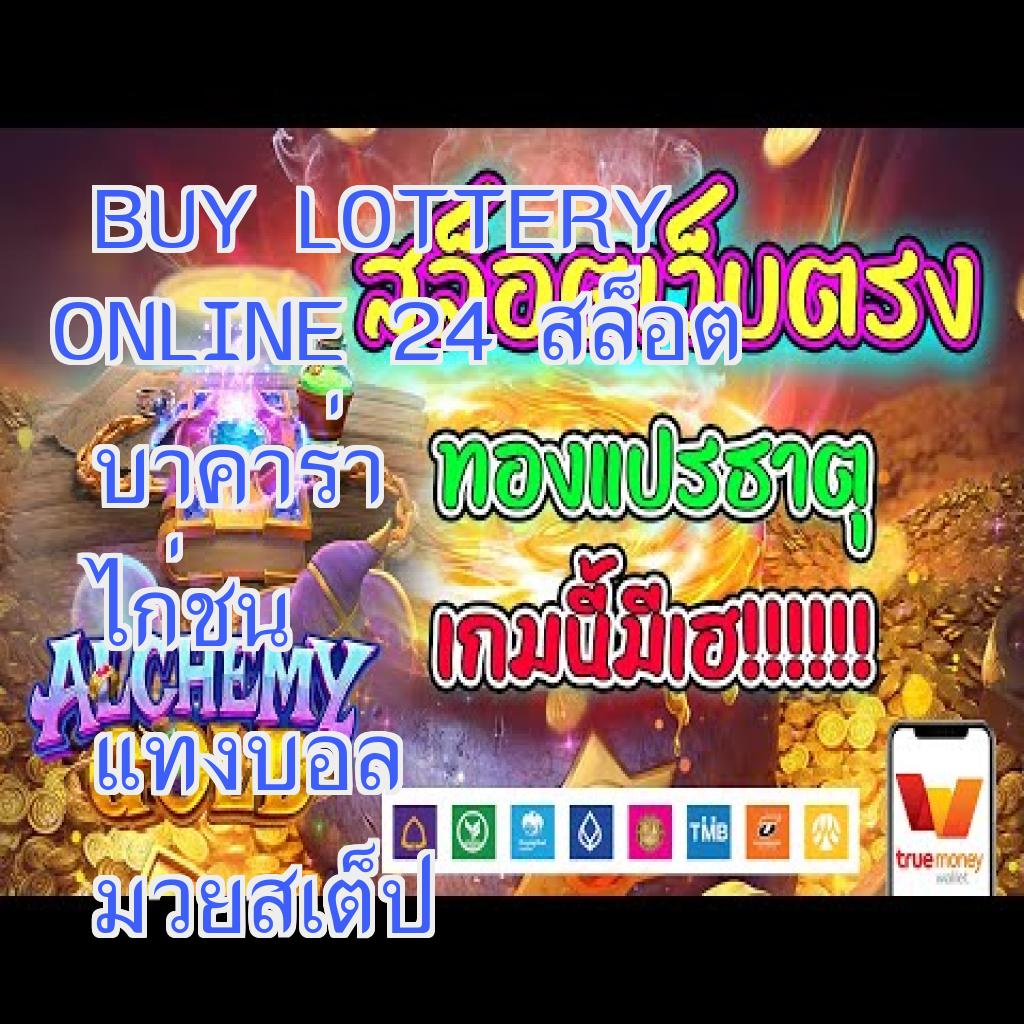 BUY LOTTERY
ONLINE 24 สล็อต
บาคาร่า
ไก่ชน
แทงบอล
มวยสเต็ป
สล็อตเว็บตรง
ทองแปรธาตุ
เกมนี้มีเฮ!!!!!!
ALCHEMY
GOLD
TMB
true money
wallet